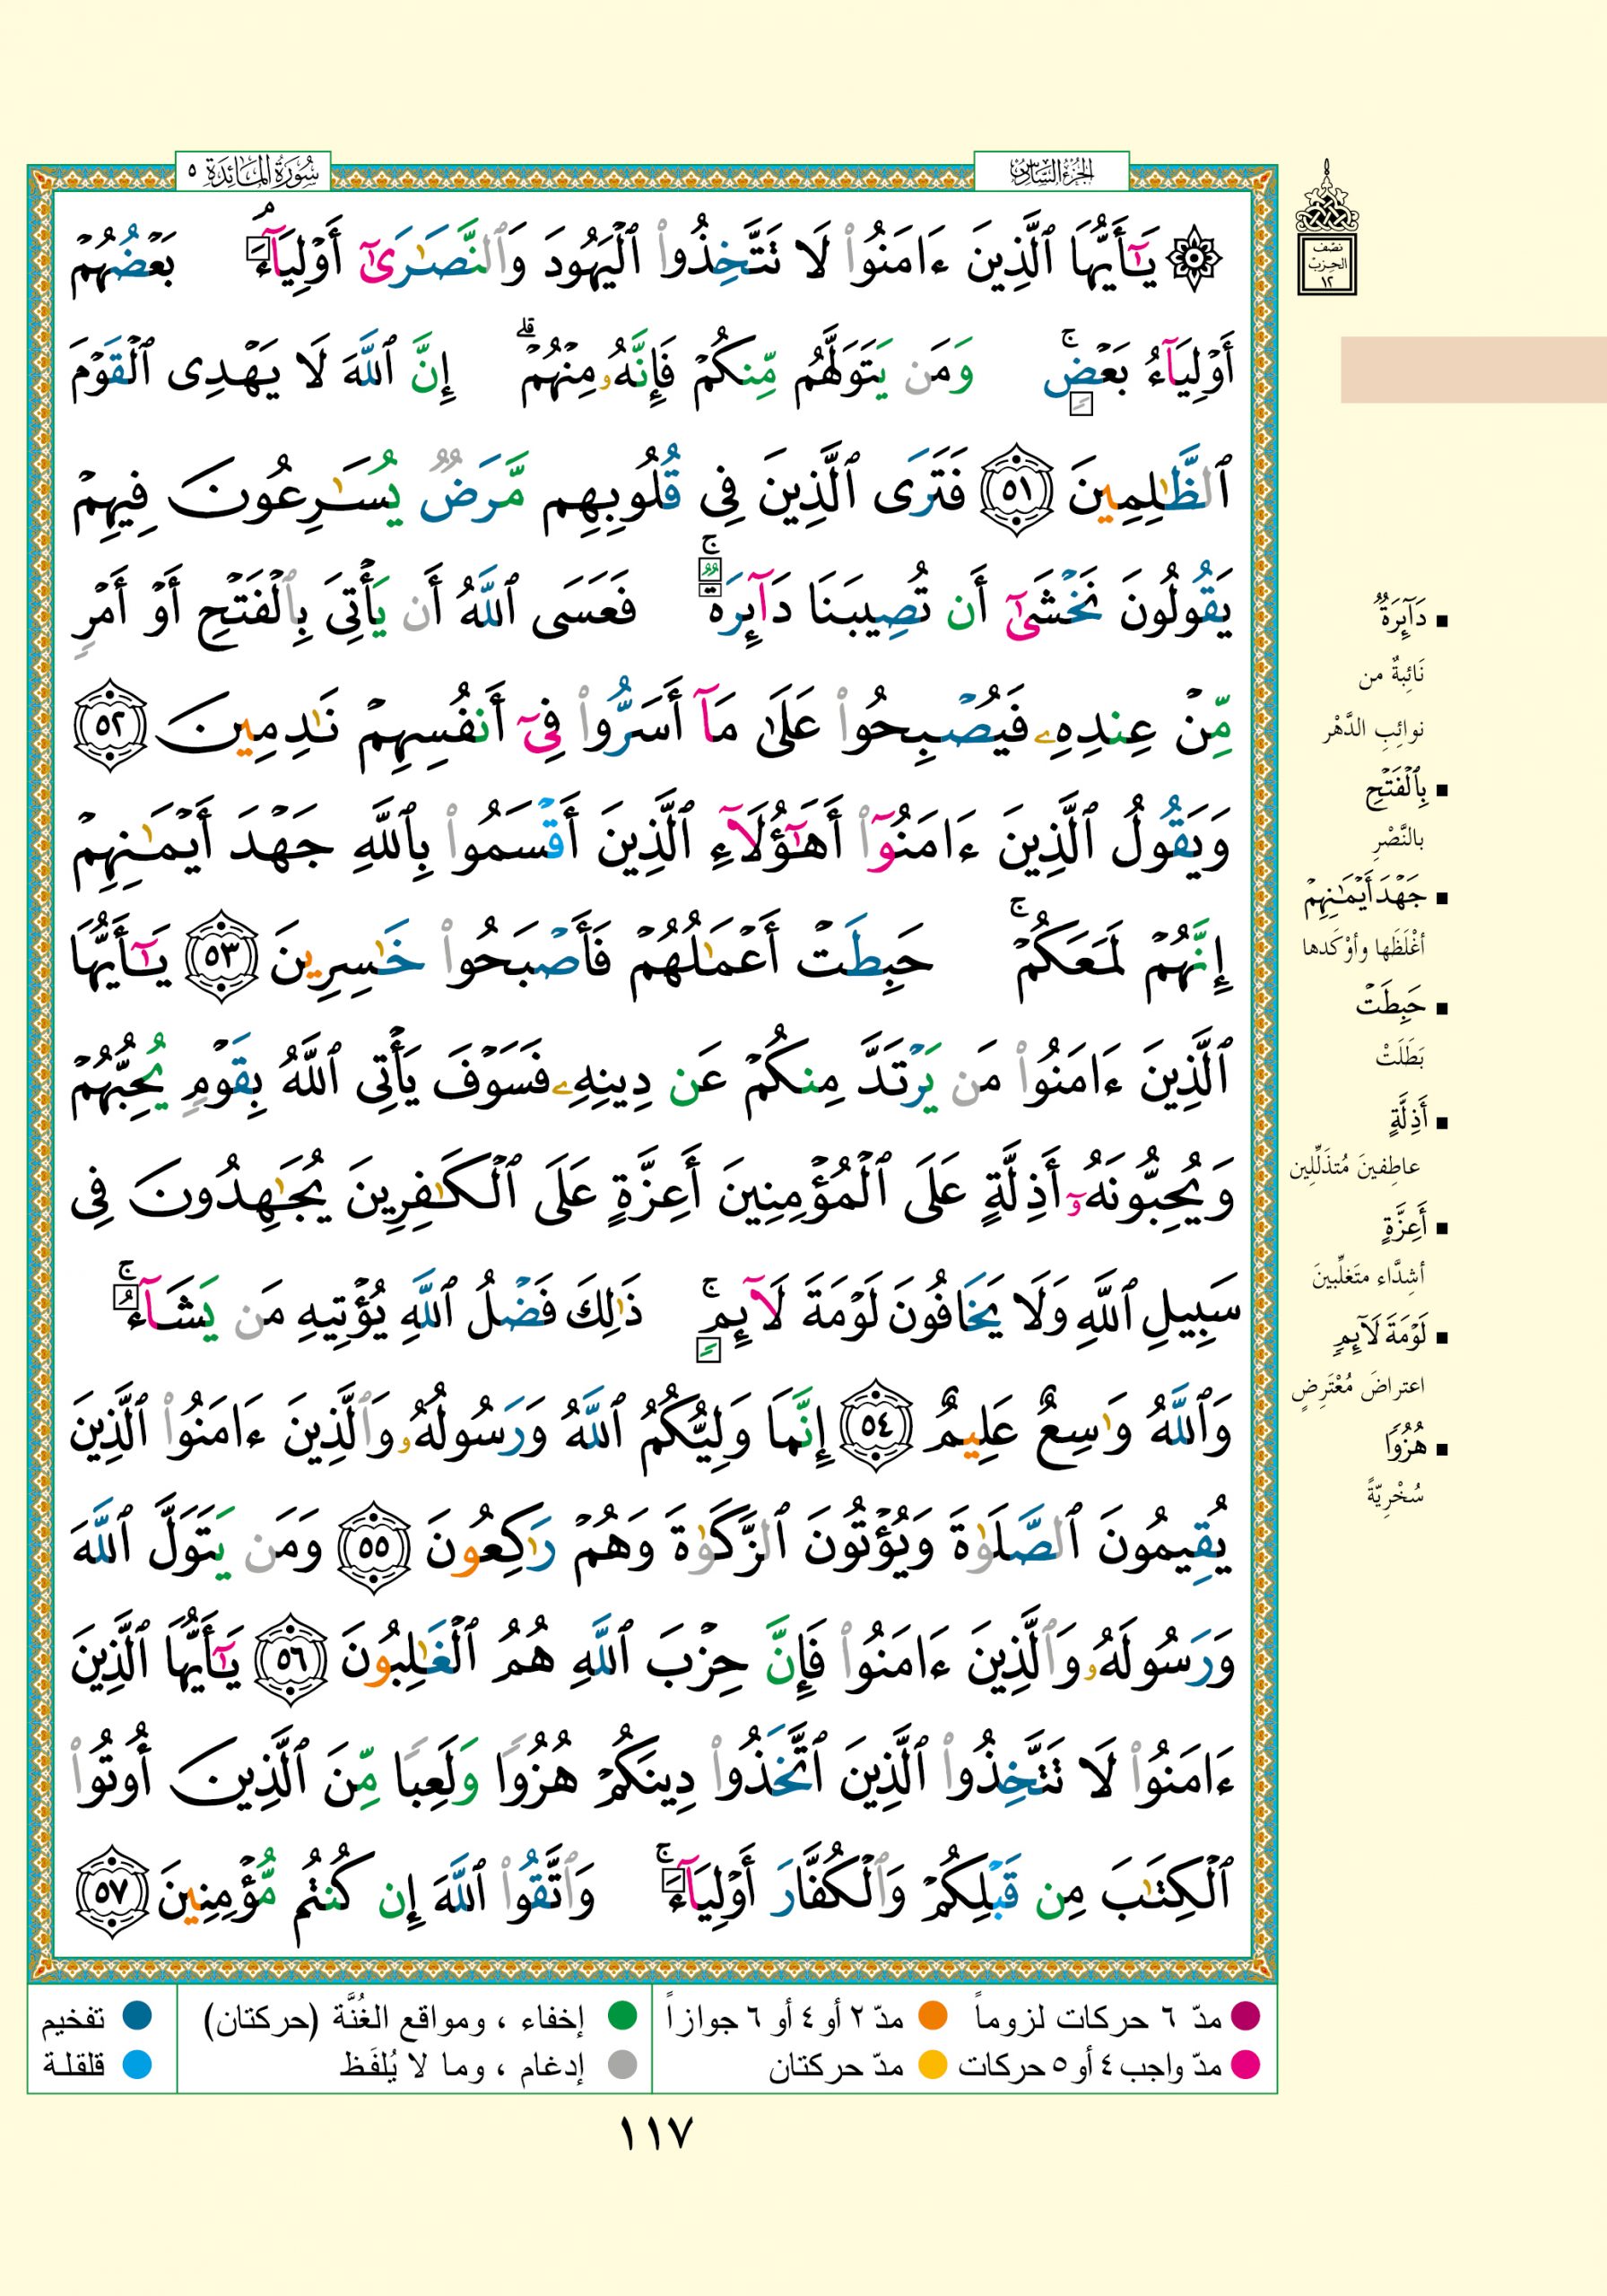 الجزء السادس
سورة المائدة ٥
نصف
الحزب
١٢
۞ يَٰٓأَيُّهَا ٱلَّذِينَ ءَامَنُوا۟ لَا تَتَّخِذُوا۟ ٱلْيَهُودَ وَٱلنَّصَٰرَىٰٓ أَوْلِيَآءَۘ بَعْضُهُمْ
أَوْلِيَآءُ بَعْضٍۚ وَمَن يَتَوَلَّهُم مِّنكُمْ فَإِنَّهُۥ مِنْهُمْۗ إِنَّ ٱللَّهَ لَا يَهْدِى ٱلْقَوْمَ
ٱلظَّٰلِمِينَ ٥١ فَتَرَى ٱلَّذِينَ فِى قُلُوبِهِم مَّرَضٌ يُسَٰرِعُونَ فِيهِمْ
يَقُولُونَ نَخْشَىٰٓ أَن تُصِيبَنَا دَآئِرَةٌۚ فَعَسَى ٱللَّهُ أَن يَأْتِىَ بِٱلْفَتْحِ أَوْ أَمْرٍ
مِّنْ عِندِهِۦ فَيُصْبِحُوا۟ عَلَىٰ مَآ أَسَرُّوا۟ فِىٓ أَنفُسِهِمْ نَٰدِمِينَ ٥٢
وَيَقُولُ ٱلَّذِينَ ءَامَنُوٓا۟ أَهَٰٓؤُلَآءِ ٱلَّذِينَ أَقْسَمُوا۟ بِٱللَّهِ جَهْدَ أَيْمَٰنِهِمْ
إِنَّهُمْ لَمَعَكُمْۚ حَبِطَتْ أَعْمَٰلُهُمْ فَأَصْبَحُوا۟ خَٰسِرِينَ ٥٣ يَٰٓأَيُّهَا
ٱلَّذِينَ ءَامَنُوا۟ مَن يَرْتَدَّ مِنكُمْ عَن دِينِهِۦ فَسَوْفَ يَأْتِى ٱللَّهُ بِقَوْمٍ يُحِبُّهُمْ
وَيُحِبُّونَهُۥٓ أَذِلَّةٍ عَلَى ٱلْمُؤْمِنِينَ أَعِزَّةٍ عَلَى ٱلْكَٰفِرِينَ يُجَٰهِدُونَ فِى
سَبِيلِ ٱللَّهِ وَلَا يَخَافُونَ لَوْمَةَ لَآئِمٍۚ ذَٰلِكَ فَضْلُ ٱللَّهِ يُؤْتِيهِ مَن يَشَآءُۚ
وَٱللَّهُ وَٰسِعٌ عَلِيمٌ ٥٤ إِنَّمَا وَلِيُّكُمُ ٱللَّهُ وَرَسُولُهُۥ وَٱلَّذِينَ ءَامَنُوا۟ ٱلَّذِينَ
يُقِيمُونَ ٱلصَّلَوٰةَ وَيُؤْتُونَ ٱلزَّكَوٰةَ وَهُمْ رَٰكِعُونَ ٥٥ وَمَن يَتَوَلَّ ٱللَّهَ
وَرَسُولَهُۥ وَٱلَّذِينَ ءَامَنُوا۟ فَإِنَّ حِزْبَ ٱللَّهِ هُمُ ٱلْغَٰلِبُونَ ٥٦ يَٰٓأَيُّهَا ٱلَّذِينَ
ءَامَنُوا۟ لَا تَتَّخِذُوا۟ ٱلَّذِينَ ٱتَّخَذُوا۟ دِينَكُمْ هُزُوًا وَلَعِبًا مِّنَ ٱلَّذِينَ أُوتُوا۟
ٱلْكِتَٰبَ مِن قَبْلِكُمْ وَٱلْكُفَّارَ أَوْلِيَآءَۚ وَٱتَّقُوا۟ ٱللَّهَ إِن كُنتُم مُّؤْمِنِينَ ٥٧
دَآئِرَةٌ
نَائِبةٌ من
نوائِبِ الدَّهْر
بِٱلْفَتْحِ
بالنَّصْرِ
جَهْدَ أَيْمَٰنِهِمْ
أغْلَظَها وأوْكَدها
حَبِطَتْ
بَطَلَتْ
أَذِلَّةٍ
عاطِفينَ مُتذَلِّلِين
أَعِزَّةٍ
أشِدَّاء متَغلِّبينَ
لَوْمَةَ لَآئِمٍ
اعتراضَ مُعْتَرِضٍ
هُزُوًا
سُخْرِيّةً
مدّ ٦ حركات لزوماً مدّ ٢ أو ٤ أو ٦ جوازاً إخفاء ، ومواقع الغُنَّة (حركتان) تفخيم
مدّ واجب ٤ أو ٥ حركات مدّ حركتان إدغام ، وما لا يُلفَظ قلقلة
١١٧